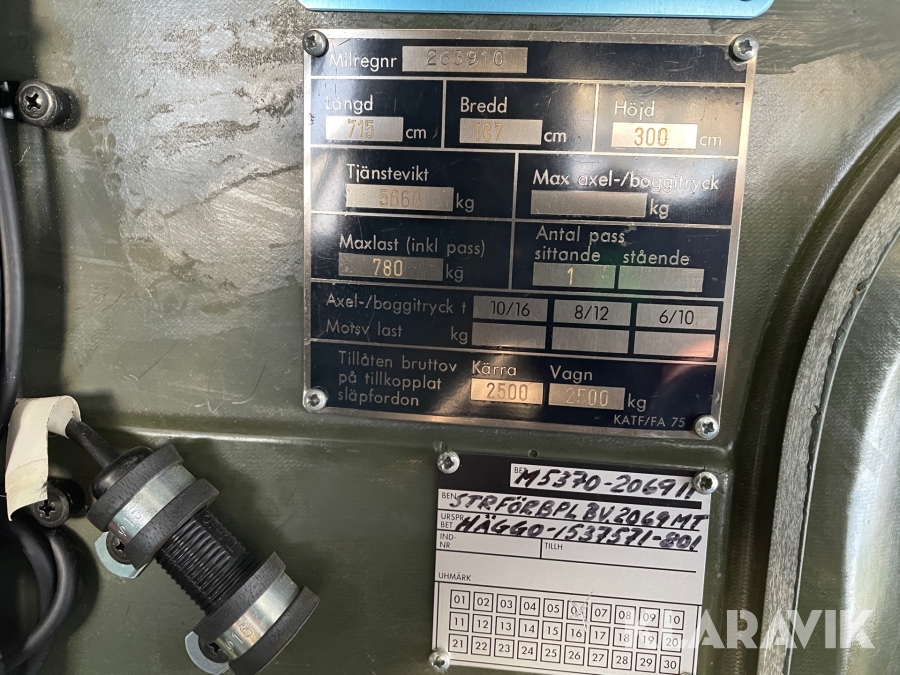 Milregnr 263910
Längd Bredd Höjd
715 cm 187 cm 300 cm
Tjänstevikt Max axel-/boggitryck
5660 kg kg
Maxlast (inkl pass) Antal pass
sittande stående
780 kg 1
Axel-/boggitryck t 10/16 8/12 6/10
Motsv last kg
Tillåten bruttov Kärra Vagn
på tillkopplat 2500 2500 kg
släpfordon
KATF/FA 75
BET M5370-206911
BEN STRFÖRBPL BV.2069MT
URSPR
BET HÄGGO-1537571-801
IND-
NR TILLH
UHMÄRK
01 02 03 04 05 06 07 08 09 10
11 12 13 14 15 16 17 18 19 20
21 22 23 24 25 26 27 28 29 30
KLARAVIK